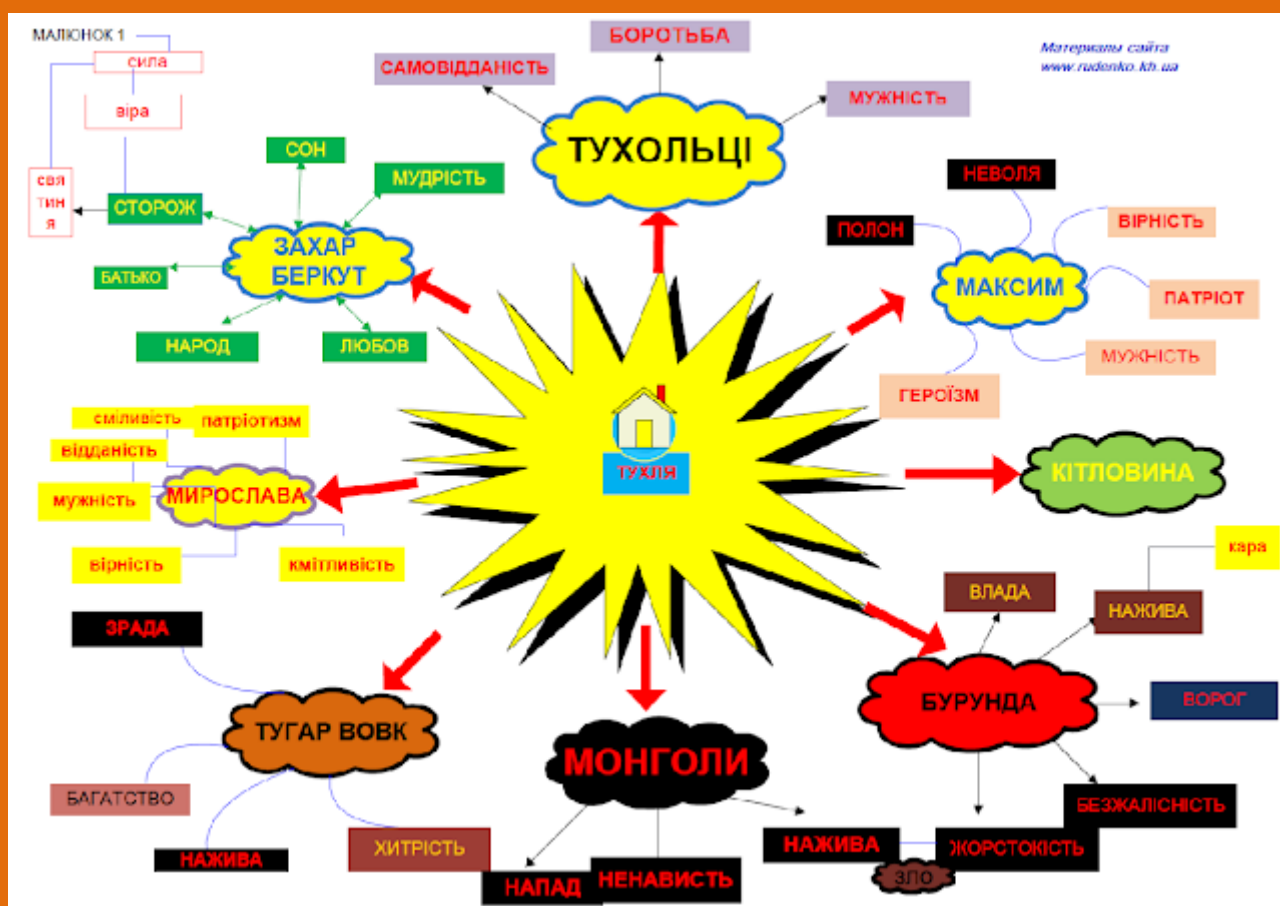 МАЛЮНОК 1
сила
віра
свя
тин
я
СТОРОЖ
СОН
МУДРІСТЬ
ЗАХАР
БЕРКУТ
БАТЬКО
НАРОД
ЛЮБОВ
БОРОТЬБА
САМОВІДДАНІСТЬ
МУЖНІСТЬ
ТУХОЛЬЦІ
Материалы сайта
www.rudenko.kh.ua
НЕВОЛЯ
ПОЛОН
ВІРНІСТЬ
МАКСИМ
ПАТРІОТ
МУЖНІСТЬ
ГЕРОЇЗМ
ТУХЛЯ
сміливість
патріотизм
відданість
МИРОСЛАВА
мужність
вірність
кмітливість
КІТЛОВИНА
кара
ВЛАДА
НАЖИВА
БУРУНДА
ВОРОГ
БЕЗЖАЛІСНІСТЬ
ЖОРСТОКІСТЬ
ЗРАДА
ТУГАР ВОВК
БАГАТСТВО
НАЖИВА
ХИТРІСТЬ
МОНГОЛИ
НАПАД
НЕНАВИСТЬ
НАЖИВА
ЗЛО